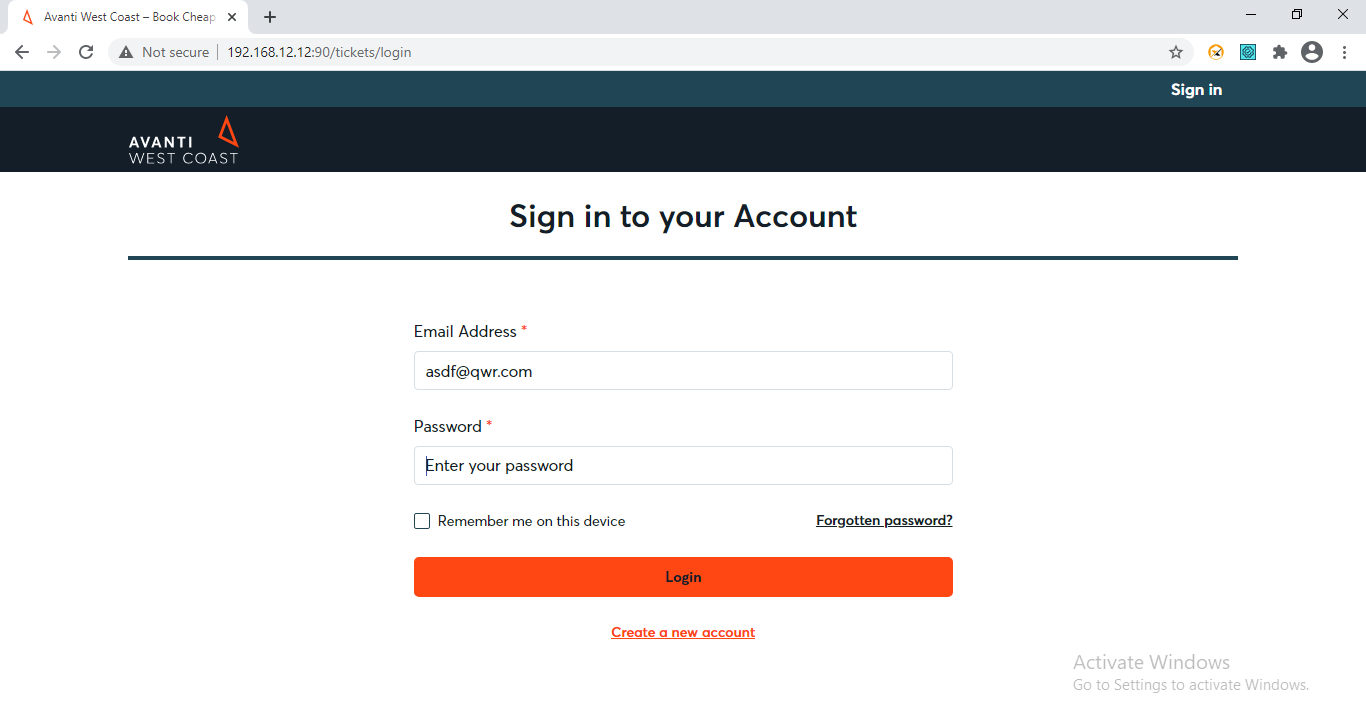 Avanti West Coast – Book Cheap
Not secure
192.168.12.12:90/tickets/login
Sign in
AVANTI
WEST COAST
Sign in to your Account
Email Address *
asdf@qwr.com
Password *
Enter your password
Remember me on this device
Forgotten password?
Login
Create a new account
Activate Windows
Go to Settings to activate Windows.